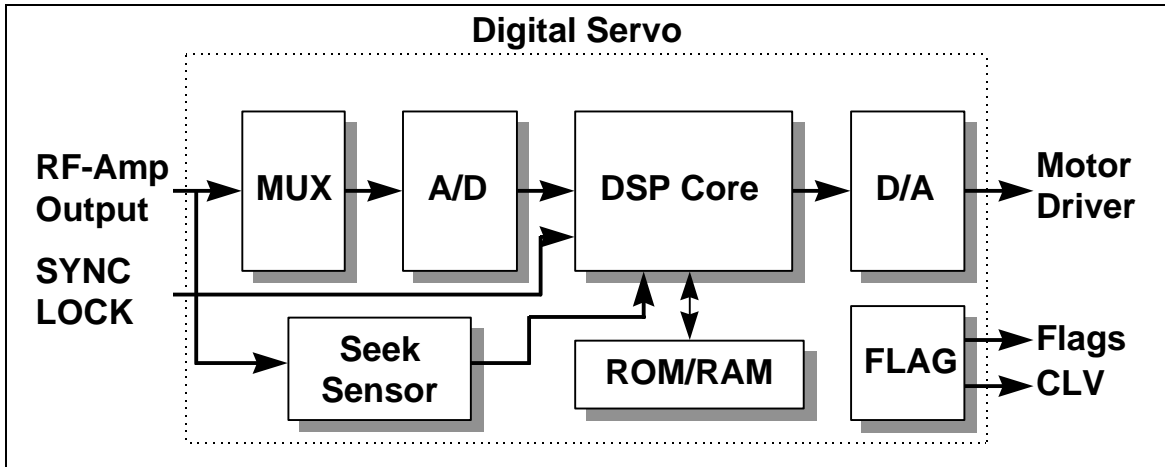 Digital Servo
RF-Amp
Output
MUX
A/D
DSP Core
D/A
Motor
Driver
SYNC
LOCK
Seek
Sensor
ROM/RAM
FLAG
Flags
CLV